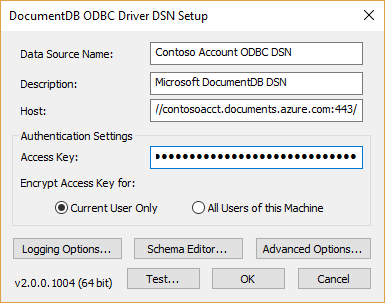 DocumentDB ODBC Driver DSN Setup
Data Source Name: Contoso Account ODBC DSN
Description: Microsoft DocumentDB DSN
Host: //contosoacct.documents.azure.com:443/
Authentication Settings
Access Key: ●●●●●●●●●●●●●●●●●●●●●●●●●●●●●●
Encrypt Access Key for:
Current User Only All Users of this Machine
Logging Options... Schema Editor... Advanced Options...
v2.0.0.1004 (64 bit) Test... OK Cancel